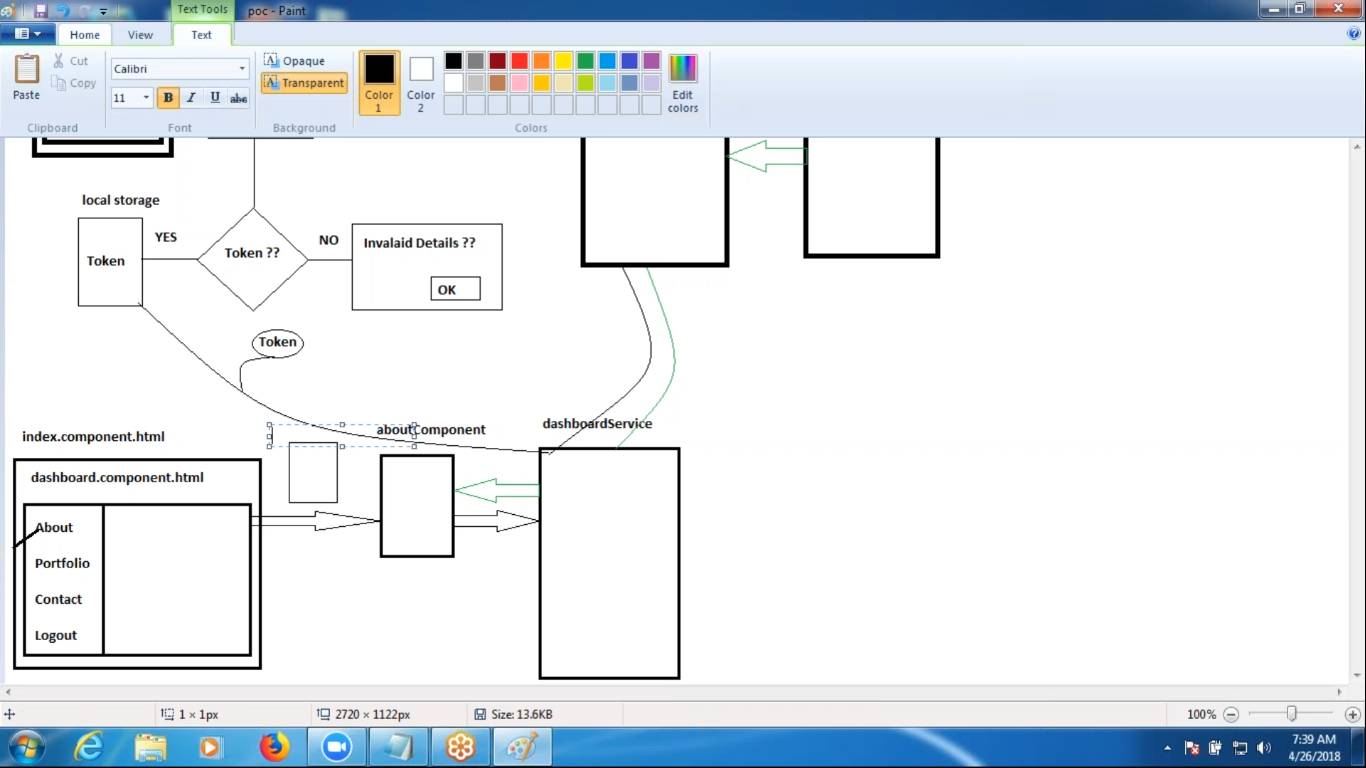 Text Tools
poc - Paint
Home
View
Text
Paste
Cut
Copy
Clipboard
Calibri
11
B I U abc
Font
Opaque
Transparent
Background
Color 1
Color 2
Edit colors
Colors
local storage
YES
Token
Token ??
NO
Invalaid Details ??
OK
Token
aboutComponent
dashboardService
index.component.html
dashboard.component.html
About
Portfolio
Contact
Logout
1 × 1px
2720 × 1122px
Size: 13.6KB
100%
7:39 AM
4/26/2018